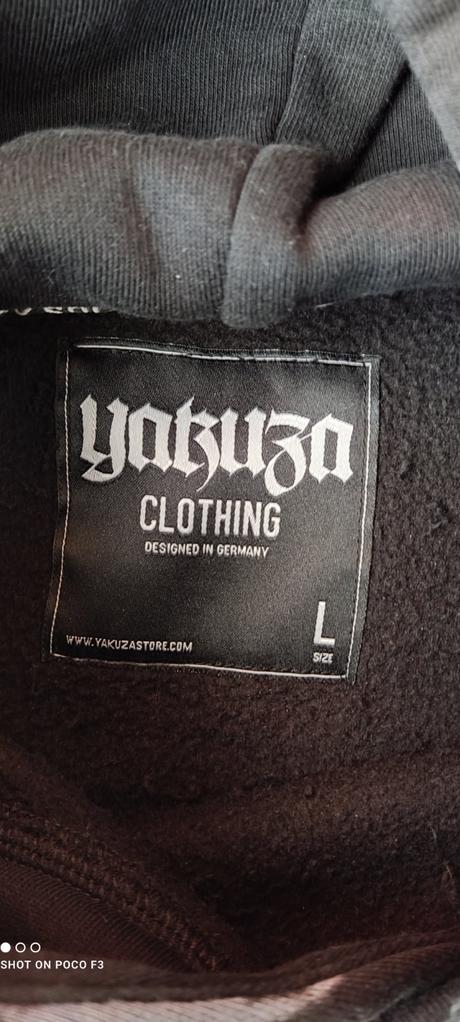 yakuza
CLOTHING
DESIGNED IN GERMANY
L
WWW.YAKUZASTORE.COM
SIZE
SHOT ON POCO F3